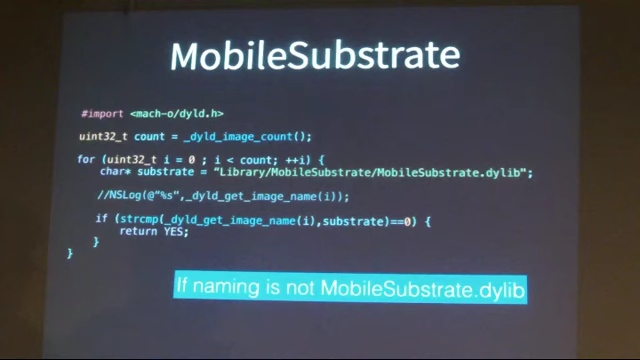 MobileSubstrate
#import <mach-o/dyld.h>
uint32_t count = _dyld_image_count();
for (uint32_t i = 0 ; i < count; ++i) {
char* substrate = "Library/MobileSubstrate/MobileSubstrate.dylib";
//NSLog(@"%s",_dyld_get_image_name(i));
if (strcmp(_dyld_get_image_name(i),substrate)==0) {
return YES;
}
}
If naming is not MobileSubstrate.dylib